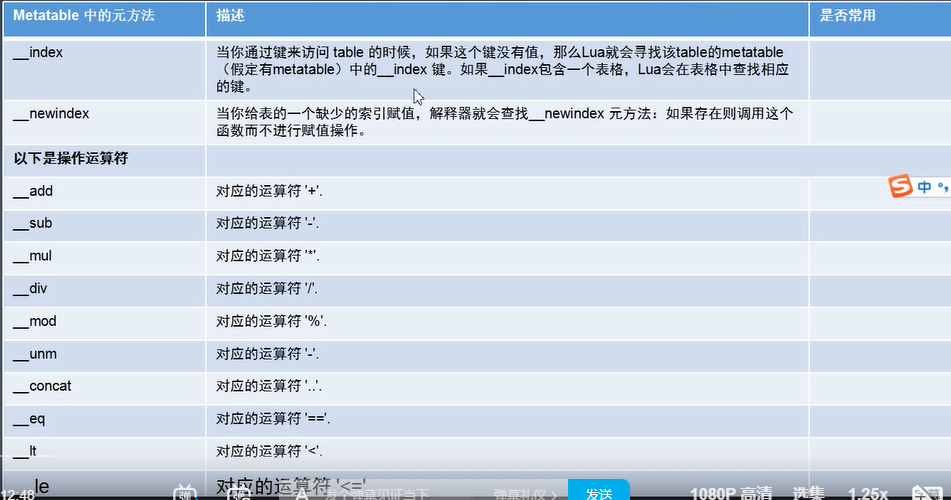 Metatable 中的元方法 描述 是否常用
__index 当你通过键来访问 table 的时候，如果这个键没有值，那么Lua就会寻找该table的metatable
（假定有metatable）中的__index 键。如果__index包含一个表格，Lua会在表格中查找相应
的键。
__newindex 当你给表的一个缺少的索引赋值，解释器就会查找__newindex 元方法：如果存在则调用这个
函数而不进行赋值操作。
以下是操作运算符
__add 对应的运算符 '+'.
S 中
__sub 对应的运算符 '-'.
__mul 对应的运算符 '*'.
__div 对应的运算符 '/'.
__mod 对应的运算符 '%'.
__unm 对应的运算符 '-'.
__concat 对应的运算符 '..'.
__eq 对应的运算符 '=='.
__lt 对应的运算符 '<'.
__le 对应的运算符 '<='
12:48 弹 A 发个弹幕见证当下 弹幕礼仪 > 发送 1080P 高清 选集 1.25x